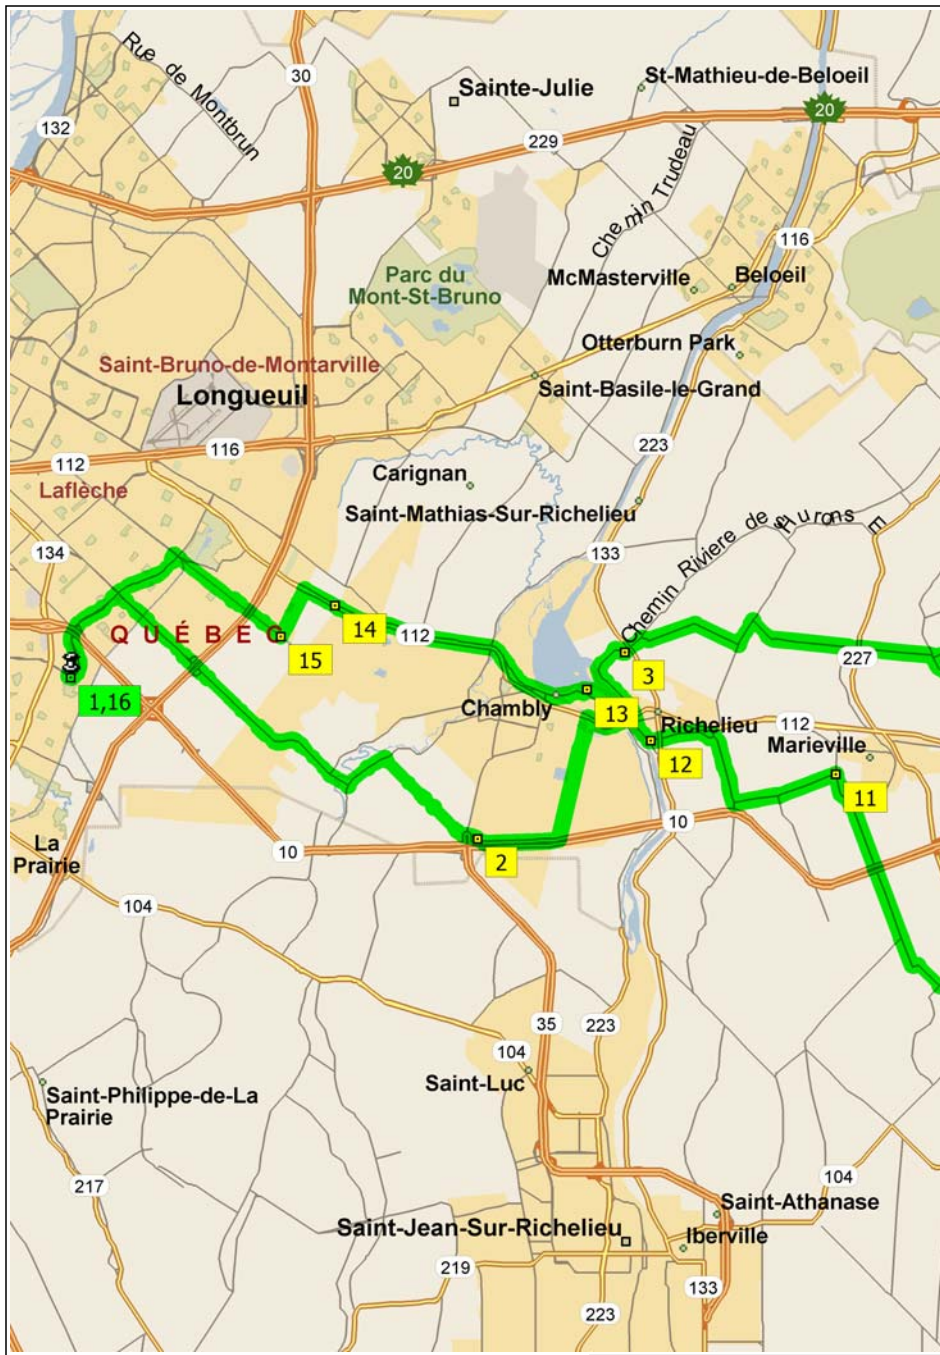 Rue de Montbrun
30
Sainte-Julie
St-Mathieu-de-Beloeil
20
132
229
20
Chemin Trudeau
116
Parc du
Mont-St-Bruno
McMasterville
Beloeil
Otterburn Park
Saint-Bruno-de-Montarville
Saint-Basile-le-Grand
Longueuil
116
223
112
Carignan
Lafleche
Saint-Mathias-Sur-Richelieu
134
133
Chemin Riviere de
QUÉBEC
14
112
15
3
227
1,16
Chambly
13
Richelieu
112
12
Marieville
11
La
Prairie
10
2
10
104
35
223
104
Saint-Luc
Saint-Philippe-de-La
Prairie
217
104
Saint-Athanase
Saint-Jean-Sur-Richelieu
Iberville
219
133
223